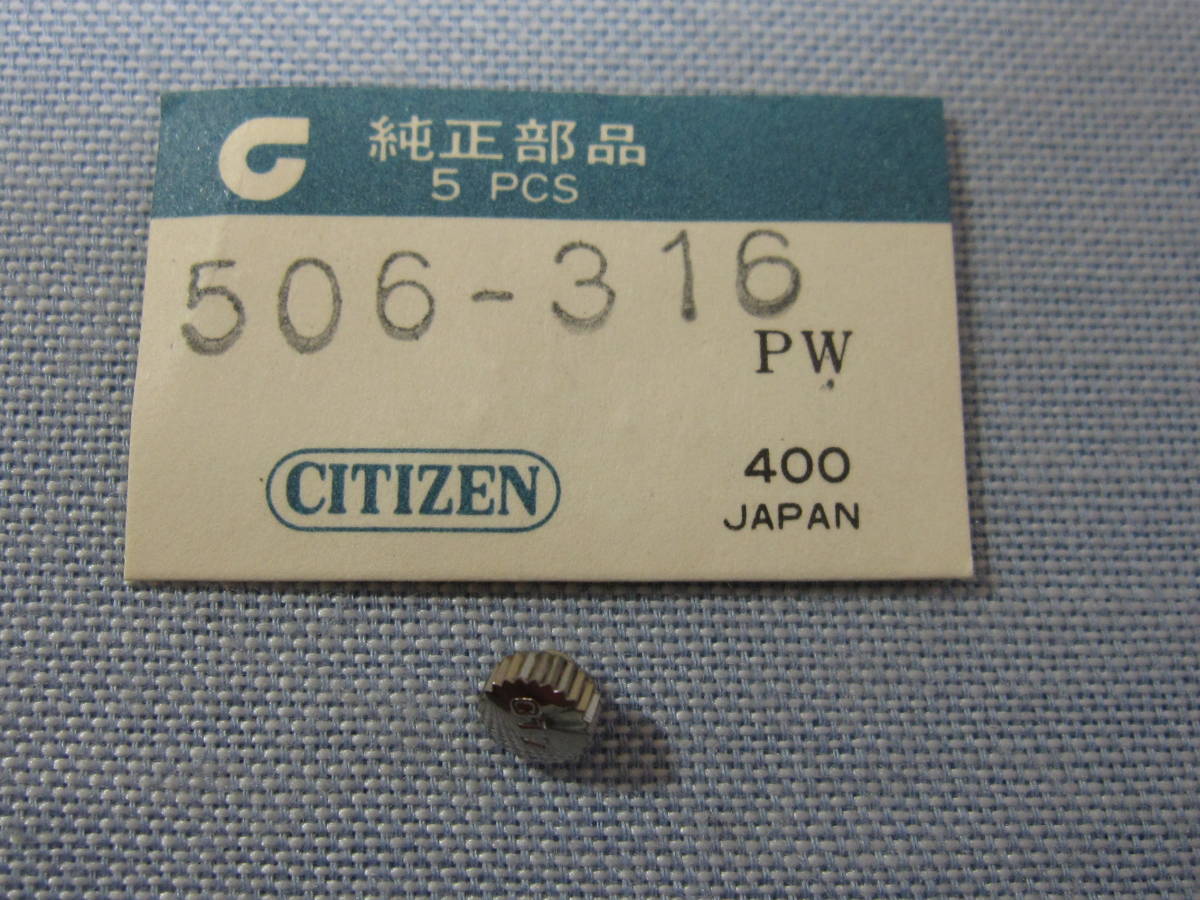 純正部品
5 PCS
506-316
PW
CITIZEN
400
JAPAN